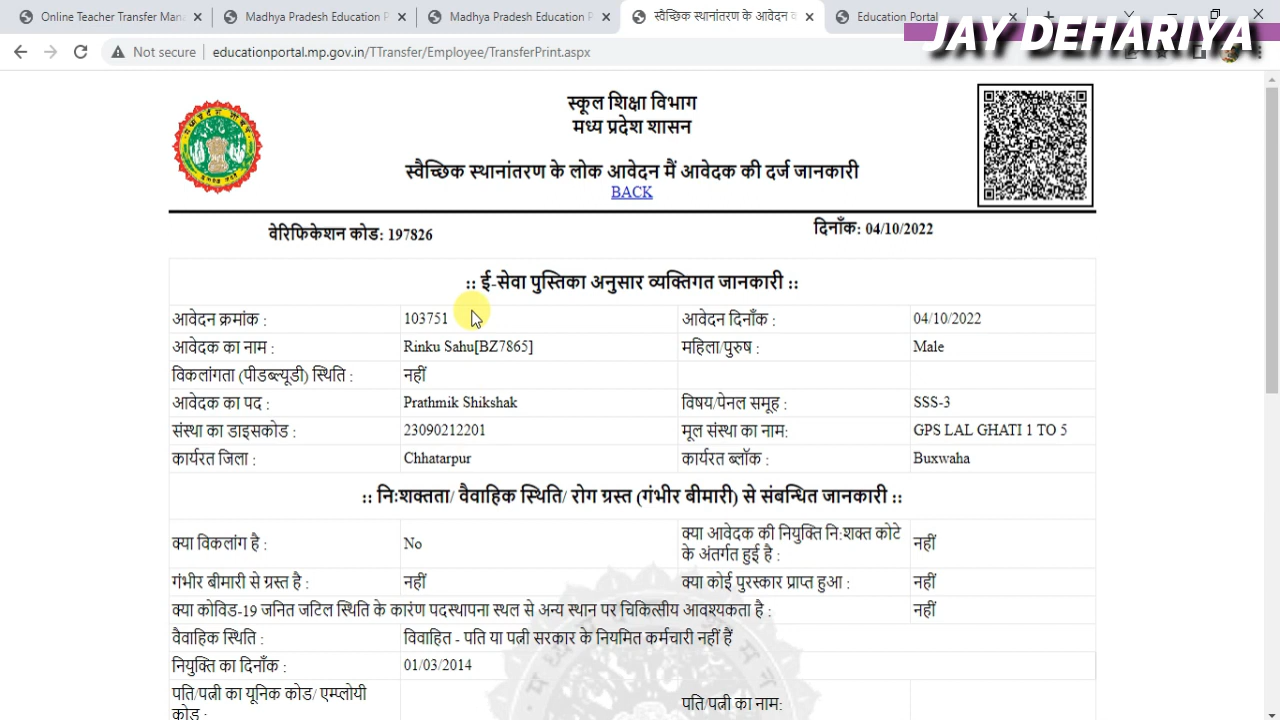 Online Teacher Transfer Man
Madhya Pradesh Education P
Madhya Pradesh Education P
स्वैच्छिक स्थानांतरण के आवेदन
Education Portal
JAY DEHARIYA
Not secure
educationportal.mp.gov.in/TTransfer/Employee/TransferPrint.aspx
स्कूल शिक्षा विभाग
मध्य प्रदेश शासन
स्वैच्छिक स्थानांतरण के लोक आवेदन मैं आवेदक की दर्ज जानकारी
BACK
वेरिफिकेशन कोड: 197826 दिनाँक: 04/10/2022
:: ई-सेवा पुस्तिका अनुसार व्यक्तिगत जानकारी ::
आवेदन क्रमांक : 103751 आवेदन दिनाँक : 04/10/2022
आवेदक का नाम : Rinku Sahu[BZ7865] महिला/पुरुष : Male
विकलांगता (पीडब्ल्यूडी) स्थिति : नहीं
आवेदक का पद : Prathmik Shikshak विषय/पेनल समूह : SSS-3
संस्था का डाइसकोड : 23090212201 मूल संस्था का नाम: GPS LAL GHATI 1 TO 5
कार्यरत जिला : Chhatarpur कार्यरत ब्लॉक : Buxwaha
:: निःशक्तता/ वैवाहिक स्थिति/ रोग ग्रस्त (गंभीर बीमारी) से संबन्धित जानकारी ::
क्या विकलांग है : No क्या आवेदक की नियुक्ति नि:शक्त कोटे
के अंतर्गत हुई है : नहीं
गंभीर बीमारी से ग्रस्त है : नहीं क्या कोई पुरस्कार प्राप्त हुआ : नहीं
क्या कोविड-19 जनित जटिल स्थिति के कारण पदस्थापना स्थल से अन्य स्थान पर चिकित्सीय आवश्यकता है : नहीं
वैवाहिक स्थिति : विवाहित - पति या पत्नी सरकार के नियमित कर्मचारी नहीं हैं
नियुक्ति का दिनाँक : 01/03/2014
पति/पत्नी का यूनिक कोड/ एम्प्लोयी
कोड : पति/पत्नी का नाम: